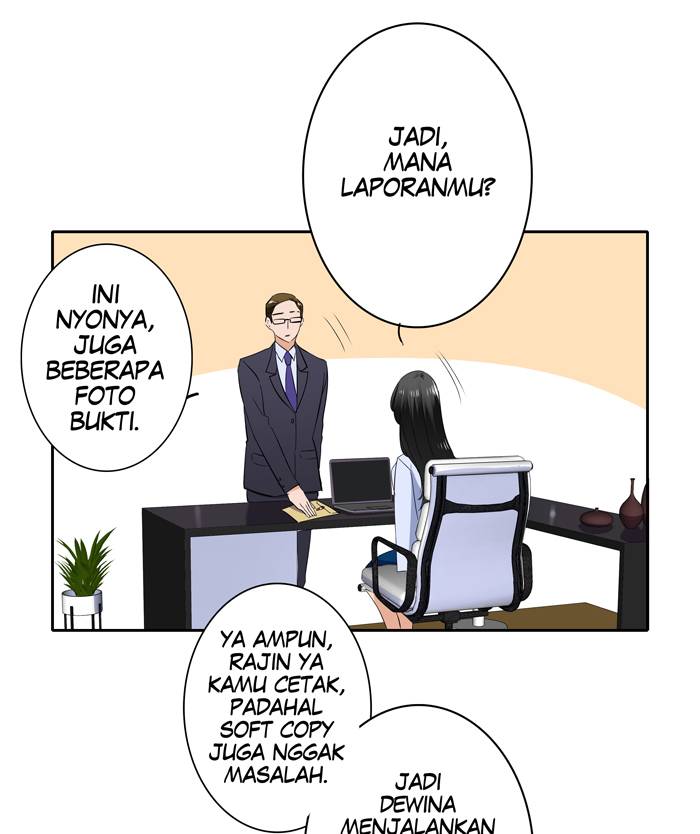 JADI,
MANA
LAPORANMU?
INI
NYONYA,
JUGA
BEBERAPA
FOTO
BUKTI.
YA AMPUN,
RAJIN YA
KAMU CETAK,
PADAHAL
SOFT COPY
JUGA NGGAK
MASALAH.
JADI
DEWINA
MENJALANKAN